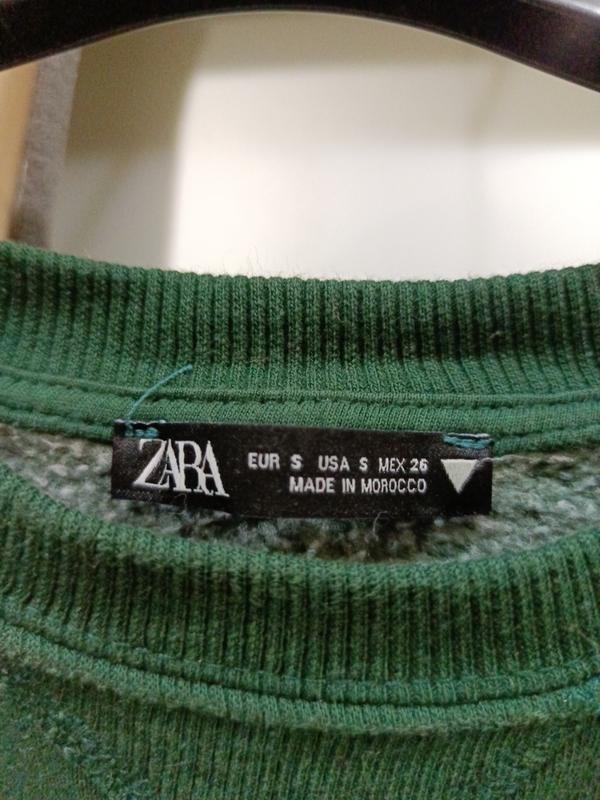 ZARA
EUR S USA S MEX 26
MADE IN MOROCCO